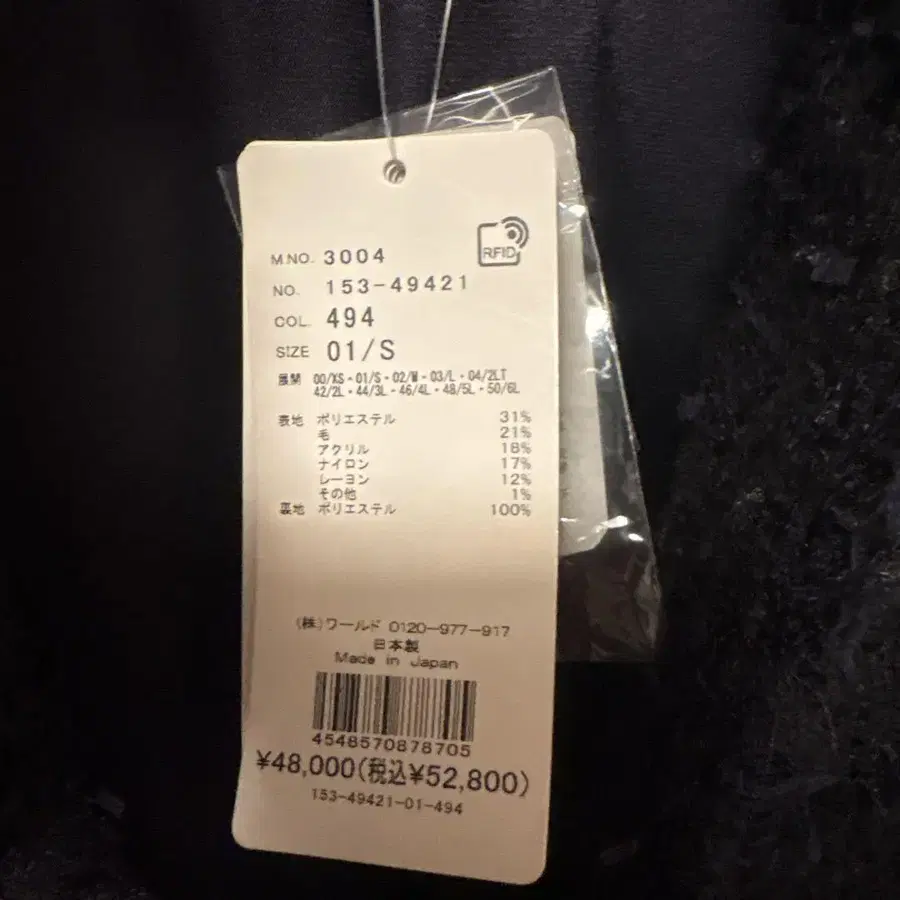 RFID
M.NO. 3004
NO. 153-49421
COL. 494
SIZE 01/S
展開 00/XS・01/S・02/M・03/L・04/2LT
42/2L・44/3L・46/4L・48/5L・50/6L
表地 ポリエステル 31%
毛 21%
アクリル 18%
ナイロン 17%
レーヨン 12%
その他 1%
裏地 ポリエステル 100%
(株)ワールド 0120-977-917
日本製
Made in Japan
4548570878705
¥48,000(税込¥52,800)
153-49421-01-494